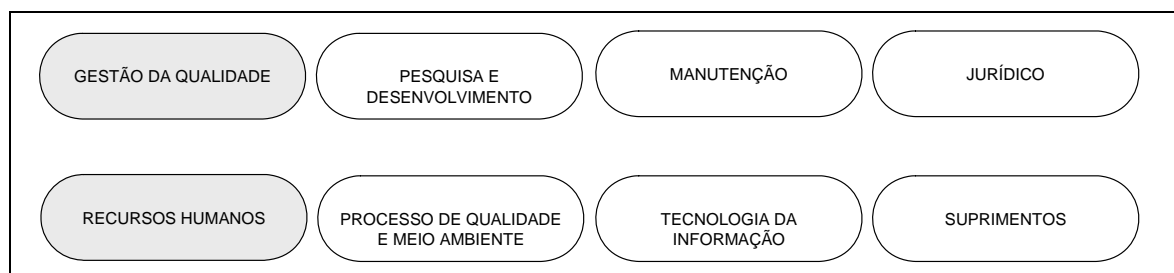 GESTÃO DA QUALIDADE
PESQUISA E
DESENVOLVIMENTO
MANUTENÇÃO
JURÍDICO
RECURSOS HUMANOS
PROCESSO DE QUALIDADE
E MEIO AMBIENTE
TECNOLOGIA DA
INFORMAÇÃO
SUPRIMENTOS